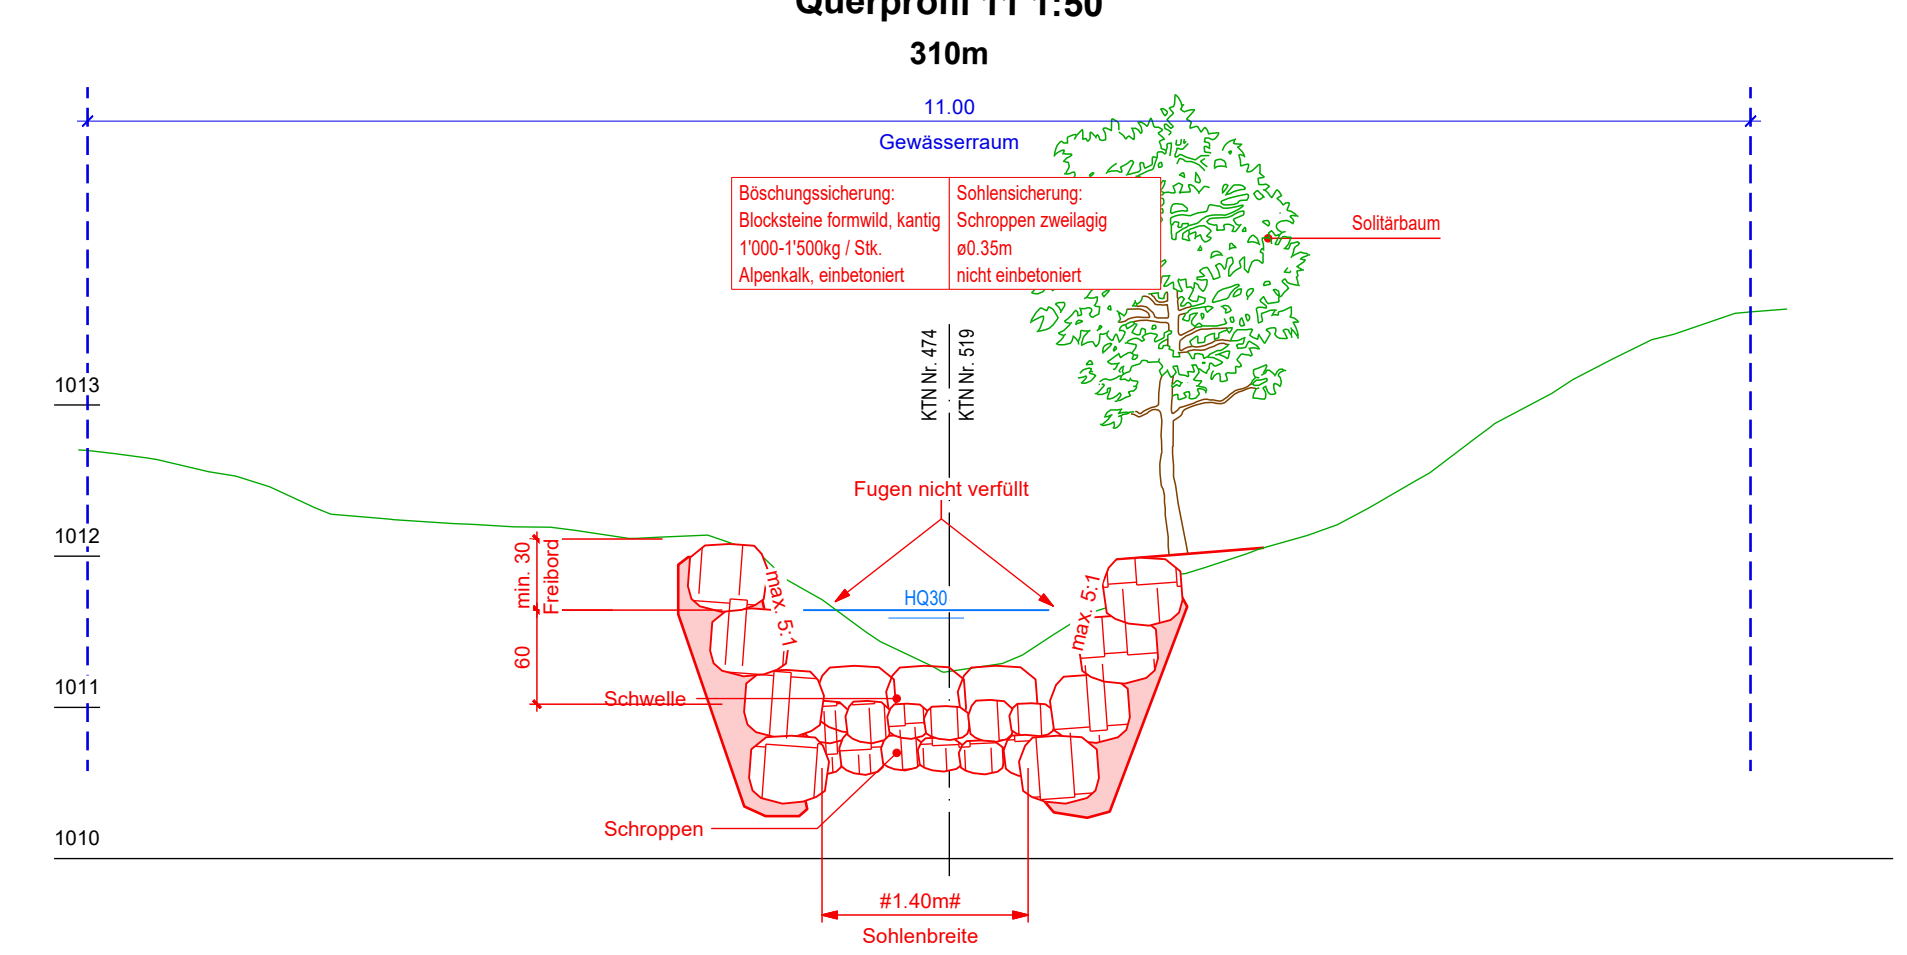 Querprofil 11 1:50
310m
11.00
Gewässerraum
Böschungssicherung:
Blocksteine formwild, kantig
1'000-1'500kg / Stk.
Alpenkalk, einbetoniert
Sohlensicherung:
Schroppen zweilagig
ø0.35m
nicht einbetoniert
Solitärbaum
KTN Nr. 474
KTN Nr. 519
1013
Fugen nicht verfüllt
1012
min. 30
Freibord
max. 5:1
HQ30
max. 5:1
60
1011
Schwelle
Schroppen
1010
#1.40m#
Sohlenbreite